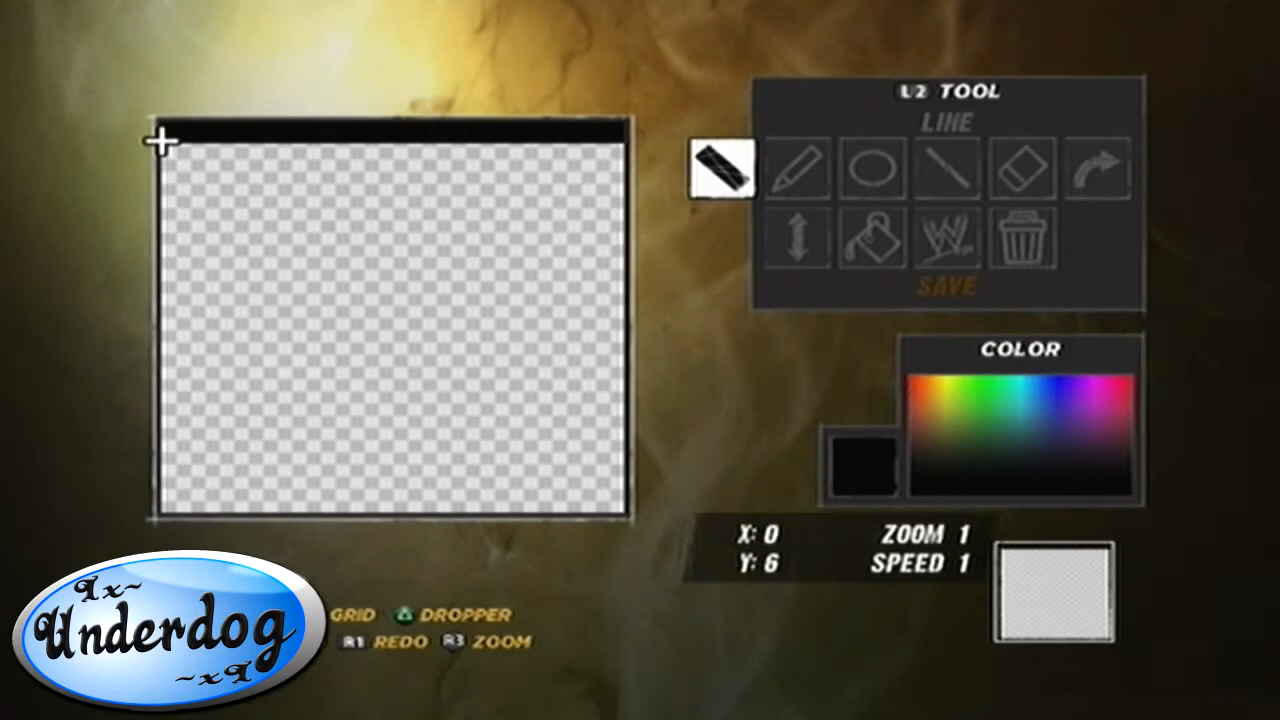 L2 TOOL
LINE
SAVE
COLOR
X: 0 ZOOM 1
Y: 6 SPEED 1
GRID DROPPER
R1 REDO R3 ZOOM
Ix~
Underdog
~xI